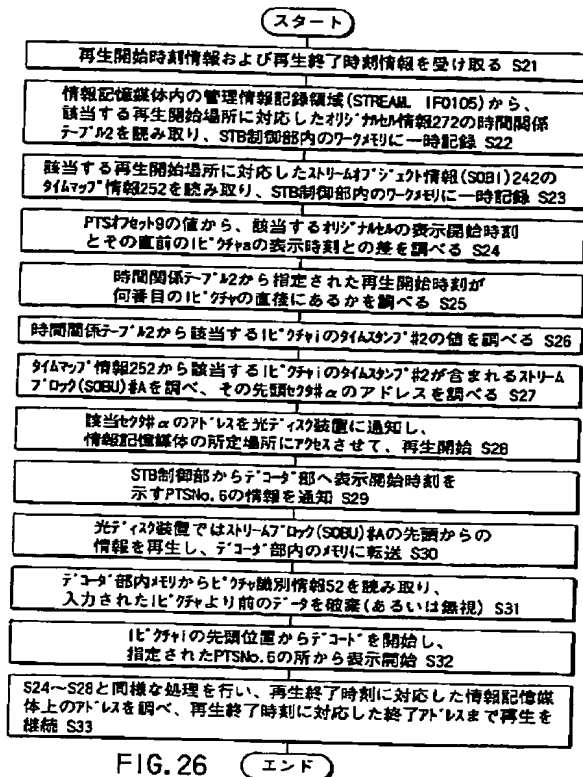 スタート
再生開始時刻情報および再生終了時刻情報を受け取る S21
情報記憶媒体内の管理情報記録領域(STREAM. IFO105)から、
該当する再生開始場所に対応したオリジナルセル情報272の時間関係
テーブル2を読み取り、STB制御部内のワークメモリに一時記録 S22
該当する再生開始場所に対応したストリームオブジェクト情報(SOBI)242の
タイムマップ情報252を読み取り、STB制御部内のワークメモリに一時記録 S23
PTSオフセット9の値から、該当するオリジナルセルの表示開始時刻
とその直前のIピクチャaの表示時刻との差を調べる S24
時間関係テーブル2から指定された再生開始時刻が
何番目のIピクチャの直後にあるかを調べる S25
時間関係テーブル2から該当するIピクチャiのタイムスタンプ#2の値を調べる S26
タイムマップ情報252から該当するIピクチャiのタイムスタンプ#2が含まれるストリーム
ブロック(SOBU)#Aを調べ、その先頭セクタ#αのアドレスを調べる S27
該当セクタ#αのアドレスを光ディスク装置に通知し、
情報記憶媒体の所定場所にアクセスさせて、再生開始 S28
STB制御部からデコーダ部へ表示開始時刻を
示すPTSNo.6の情報を通知 S29
光ディスク装置ではストリームブロック(SOBU)#Aの先頭からの
情報を再生し、デコーダ部内のメモリに転送 S30
デコーダ部内メモリからピクチャ識別情報52を読み取り、
入力されたIピクチャより前のデータを破棄(あるいは無視) S31
Iピクチャiの先頭位置からデコードを開始し、
指定されたPTSNo.6の所から表示開始 S32
S24～S28と同様な処理を行い、再生終了時刻に対応した情報記憶媒
体上のアドレスを調べ、再生終了時刻に対応した終了アドレスまで再生を
継続 S33
FIG.26
エンド